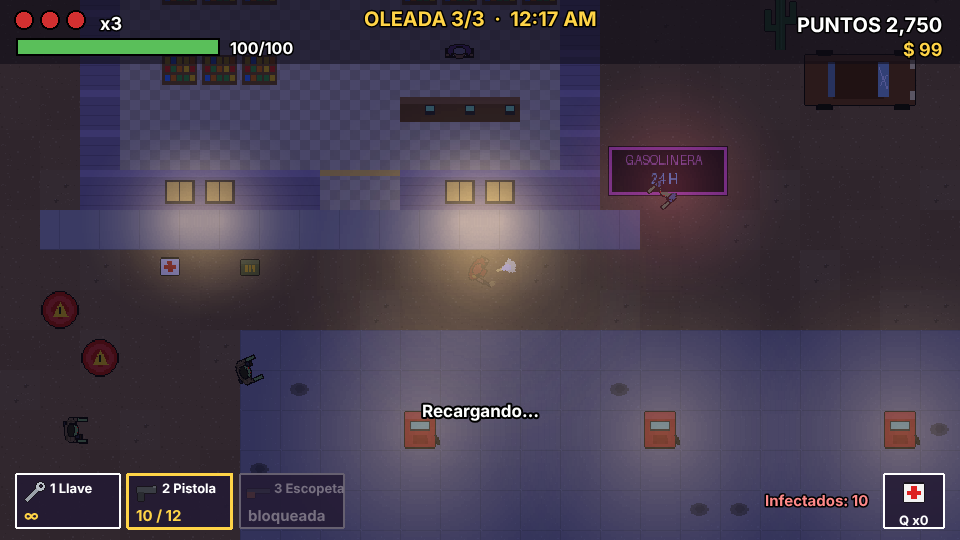 x3
OLEADA 3/3 · 12:17 AM
PUNTOS 2,750
100/100
$ 99
GASOLINERA
24H
Recargando...
1 Llave
∞
2 Pistola
10 / 12
3 Escopeta
bloqueada
Infectados: 10
Q x0